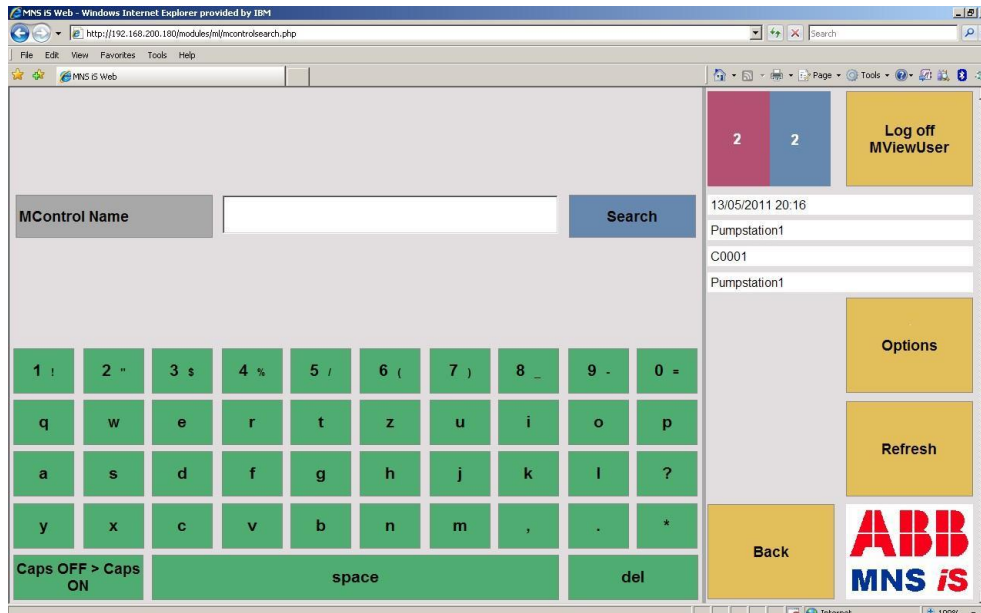 MNS iS Web - Windows Internet Explorer provided by IBM
http://192.168.200.180/modules/ml/mcontrolsearch.php
Search
File Edit View Favorites Tools Help
MNS iS Web
Page Tools
2 2
Log off
MViewUser
13/05/2011 20:16
Pumpstation1
C0001
Pumpstation1
MControl Name
Search
Options
1 ! 2 " 3 $ 4 % 5 / 6 ( 7 ) 8 _ 9 - 0 =
q w e r t z u i o p
Refresh
a s d f g h j k l ?
y x c v b n m , . *
Back
ABB
MNS iS
Caps OFF > Caps
ON
space
del
Internet
100%